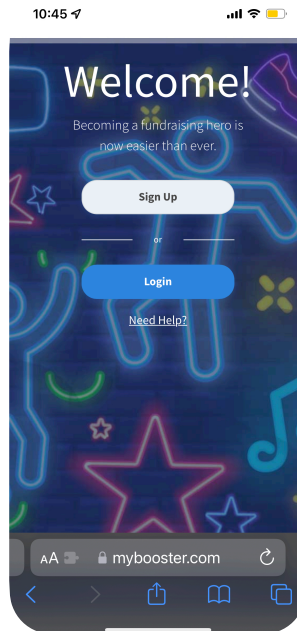 10:45
Welcome!
Becoming a fundraising hero is
now easier than ever.
Sign Up
or
Login
Need Help?
AA mybooster.com